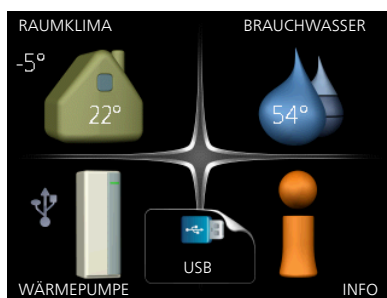 RAUMKLIMA
BRAUCHWASSER
-5°
22°
54°
USB
WÄRMEPUMPE
INFO